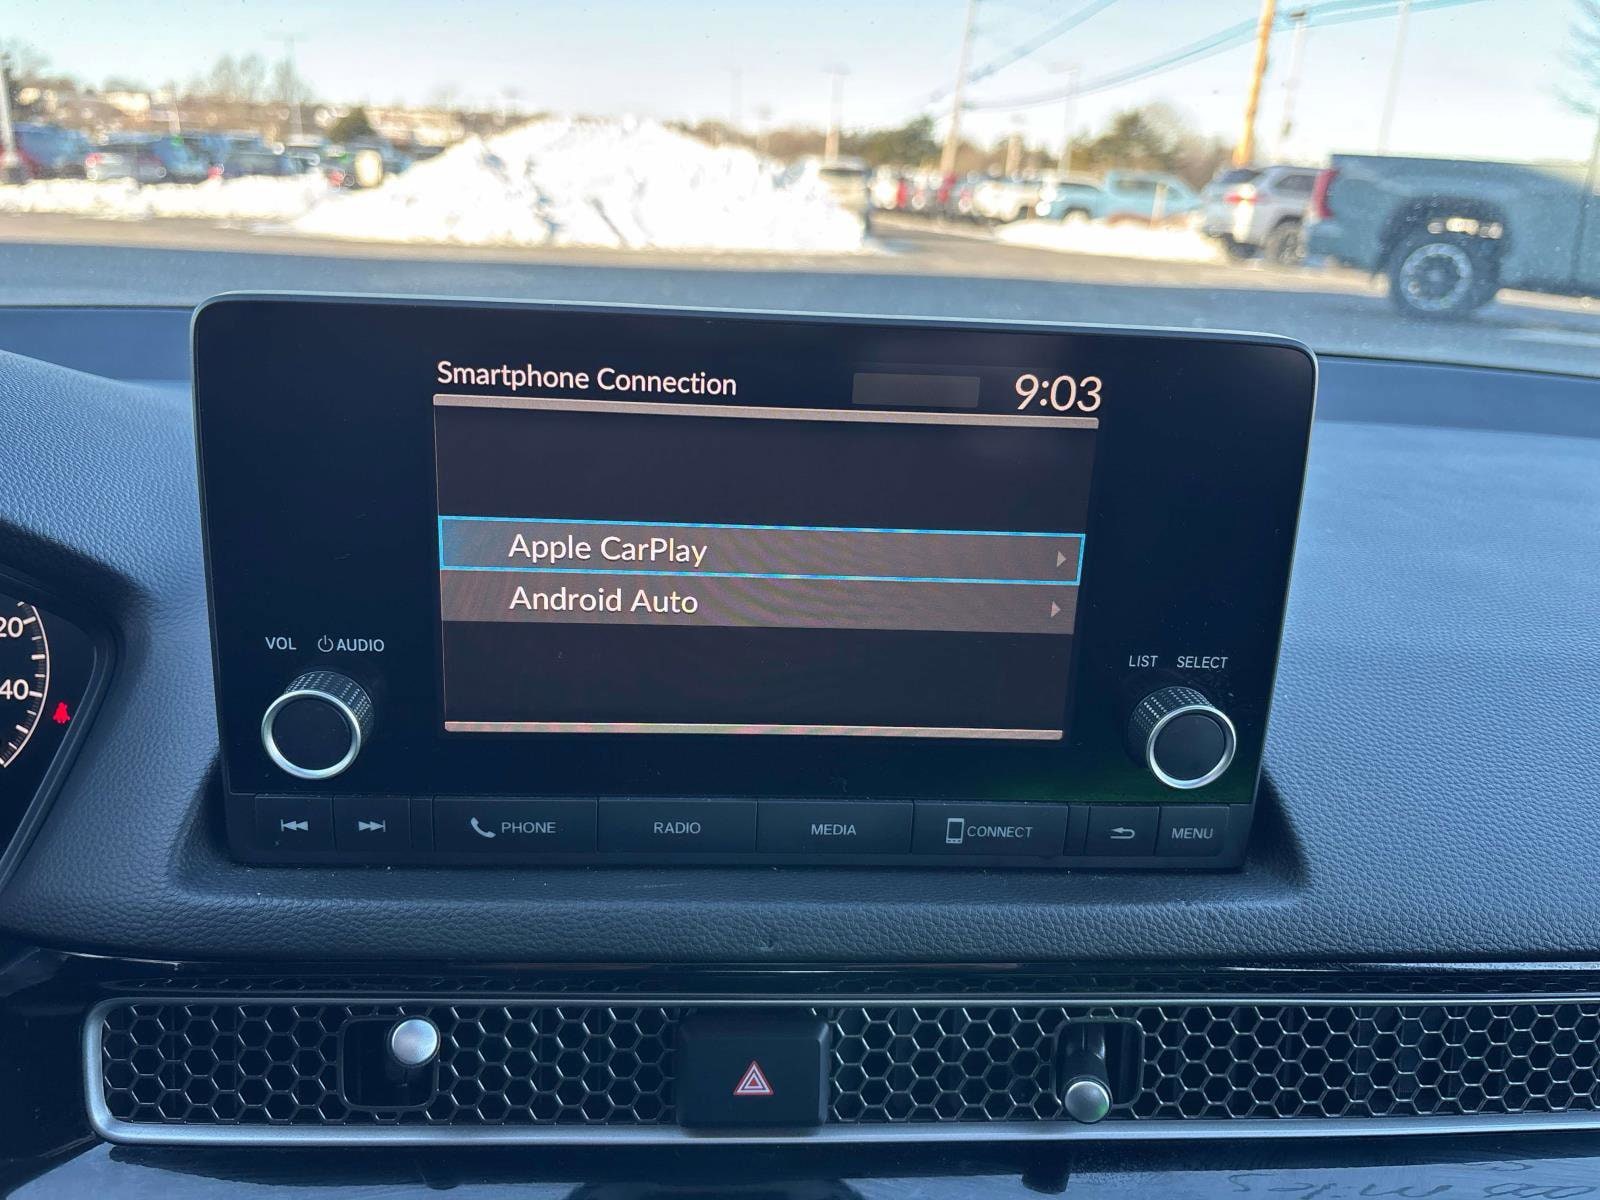 Smartphone Connection 9:03
Apple CarPlay
Android Auto
VOL AUDIO
LIST SELECT
20
40
PHONE RADIO MEDIA CONNECT MENU